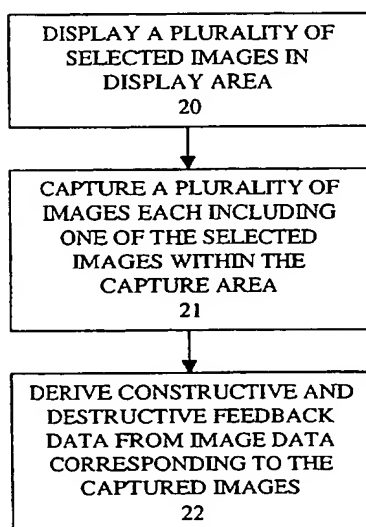 DISPLAY A PLURALITY OF
SELECTED IMAGES IN
DISPLAY AREA
20
CAPTURE A PLURALITY OF
IMAGES EACH INCLUDING
ONE OF THE SELECTED
IMAGES WITHIN THE
CAPTURE AREA
21
DERIVE CONSTRUCTIVE AND
DESTRUCTIVE FEEDBACK
DATA FROM IMAGE DATA
CORRESPONDING TO THE
CAPTURED IMAGES
22